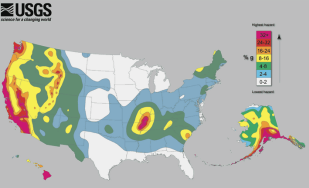 USGS
science for a changing world
Highest hazard
% g
24-32
16-24
8-16
4-8
2-4
0-2
Lowest hazard